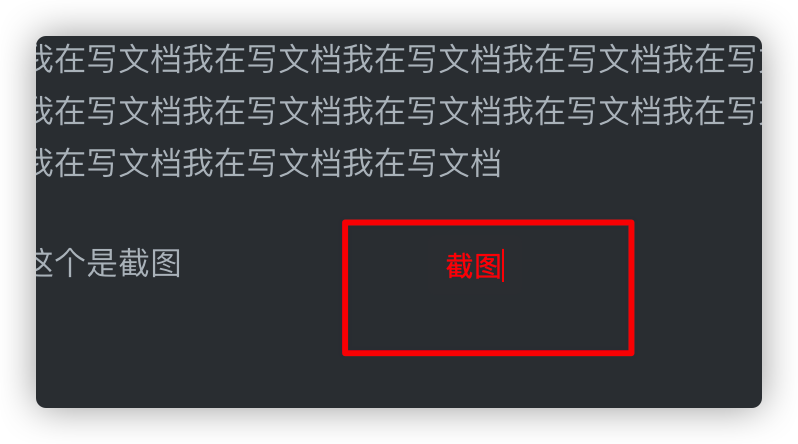 我在写文档我在写文档我在写文档我在写文档我在写
我在写文档我在写文档我在写文档我在写文档我在写
我在写文档我在写文档我在写文档
这个是截图
截图